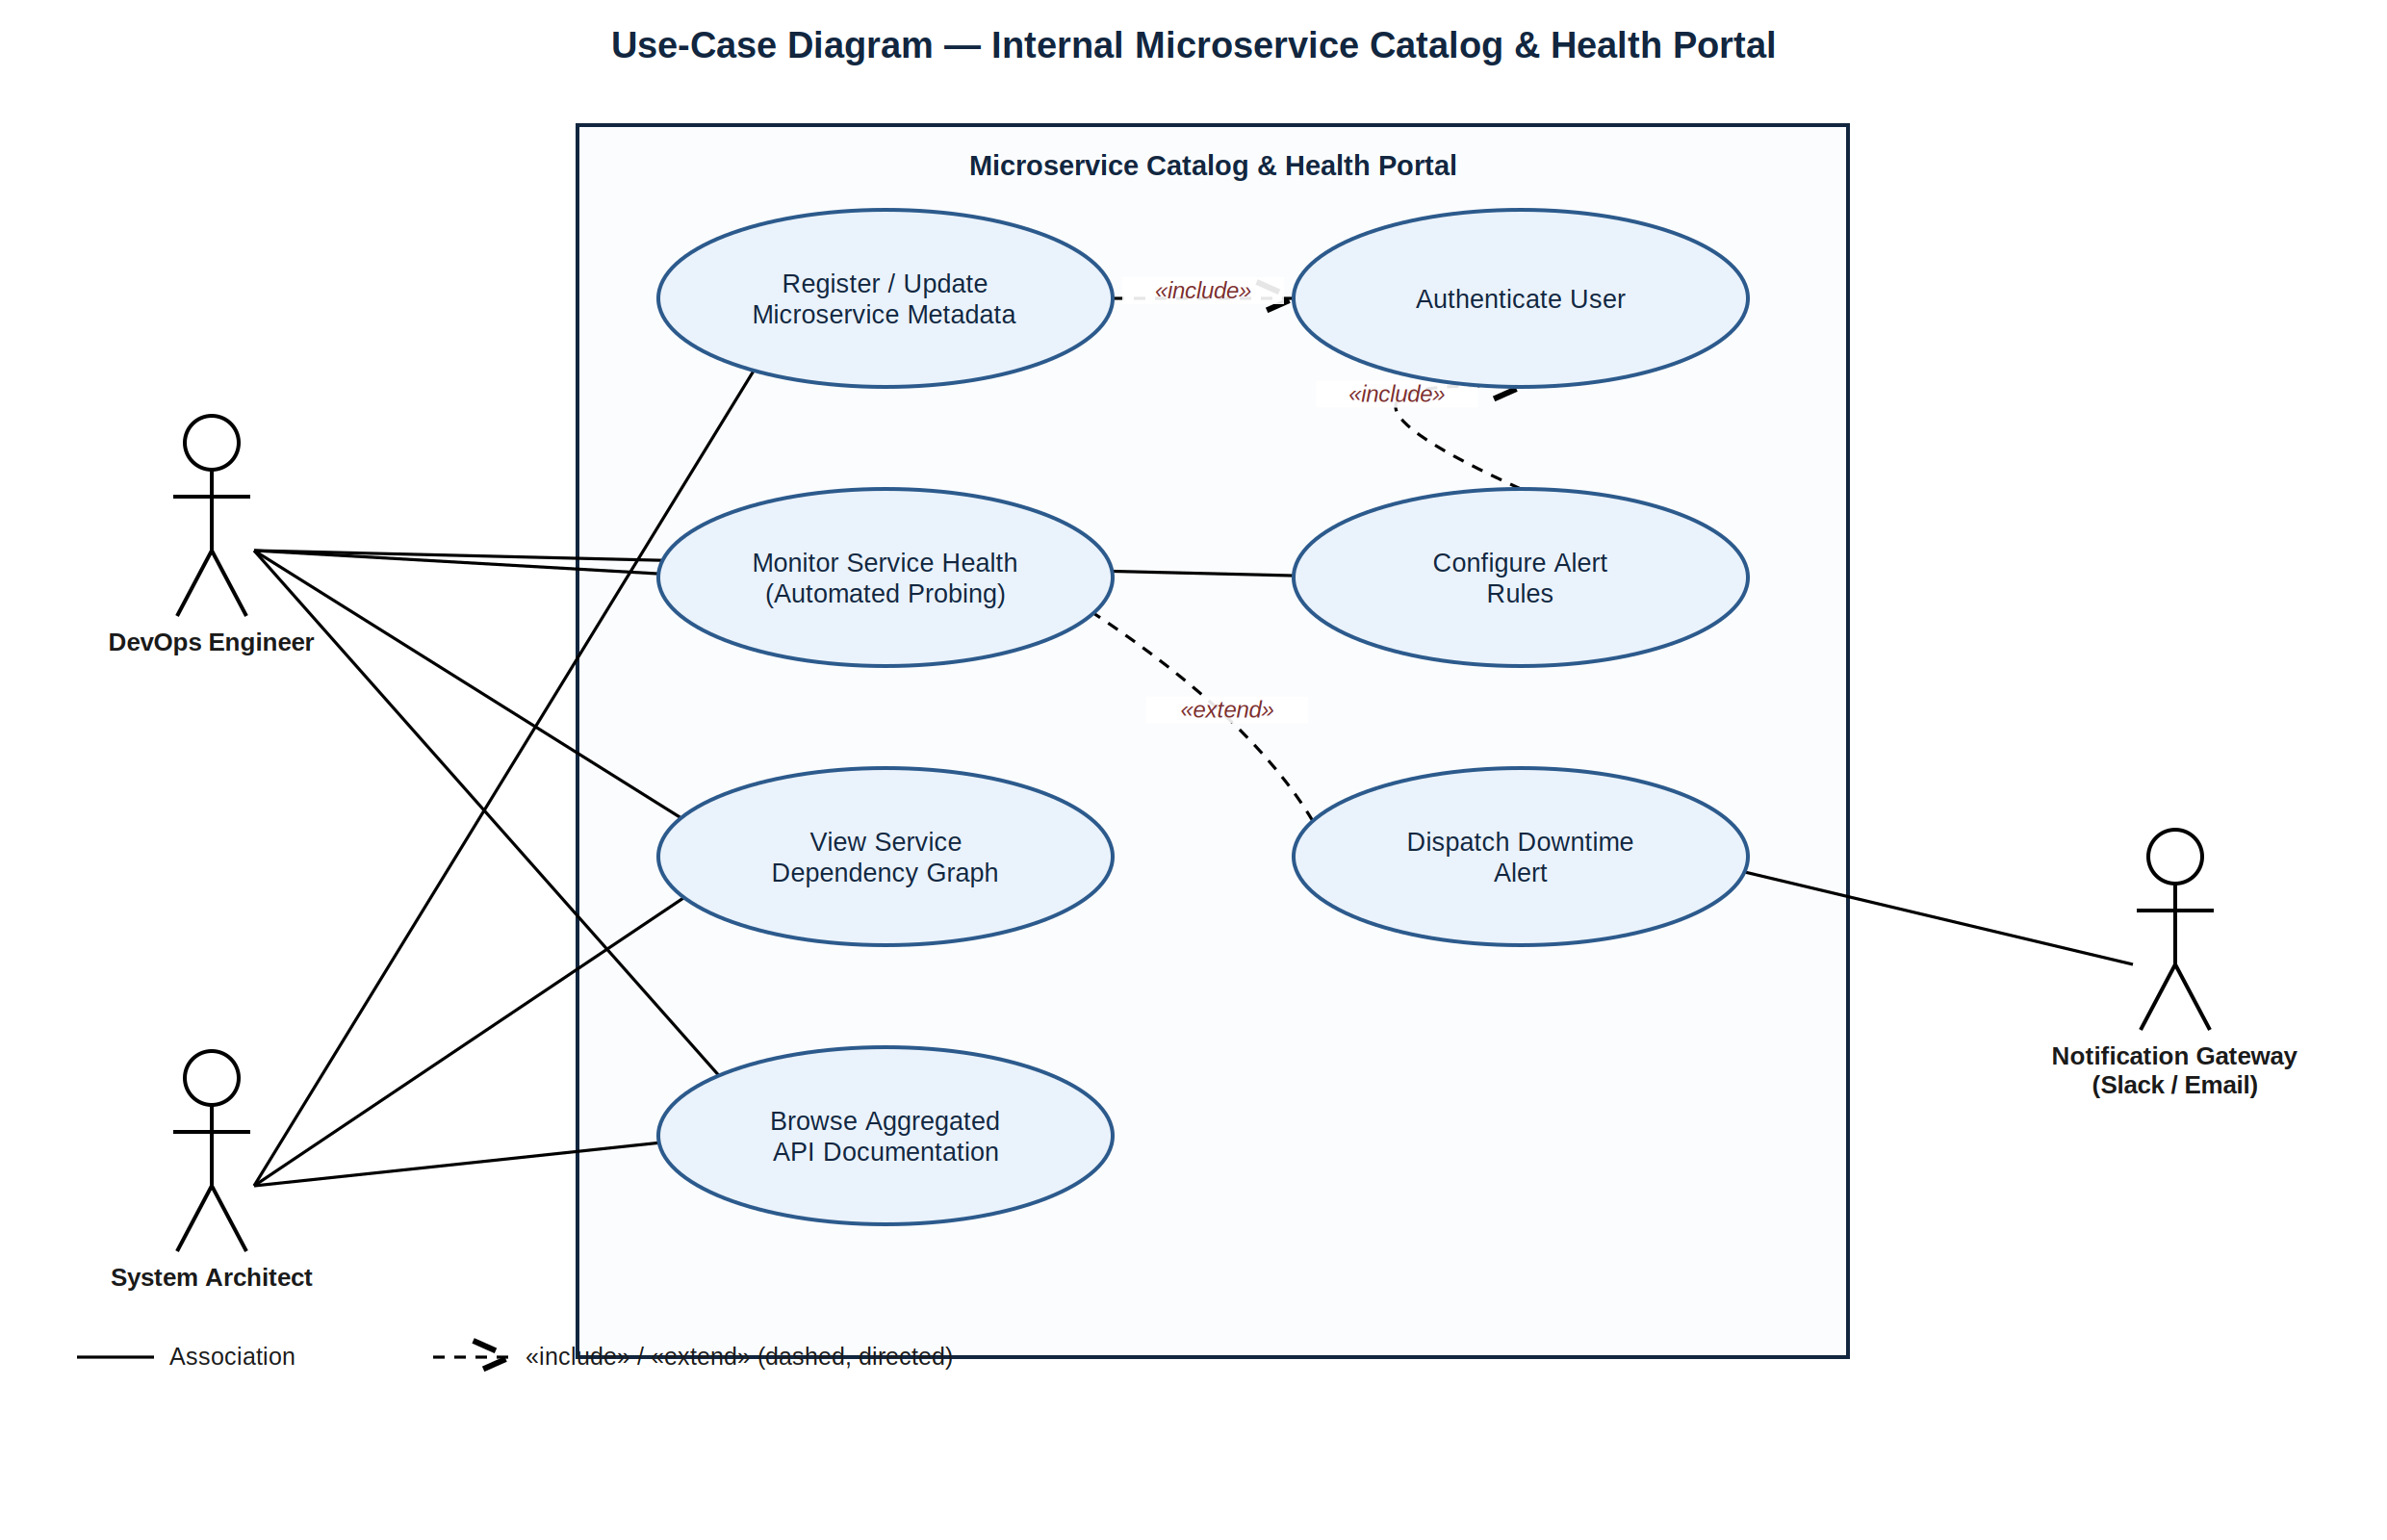 Use-Case Diagram — Internal Microservice Catalog & Health Portal
Microservice Catalog & Health Portal
Register / Update
Microservice Metadata
«include»
Authenticate User
«include»
DevOps Engineer
Monitor Service Health
(Automated Probing)
Configure Alert
Rules
«extend»
View Service
Dependency Graph
Dispatch Downtime
Alert
Browse Aggregated
API Documentation
Notification Gateway
(Slack / Email)
System Architect
Association
«include» / «extend» (dashed, directed)